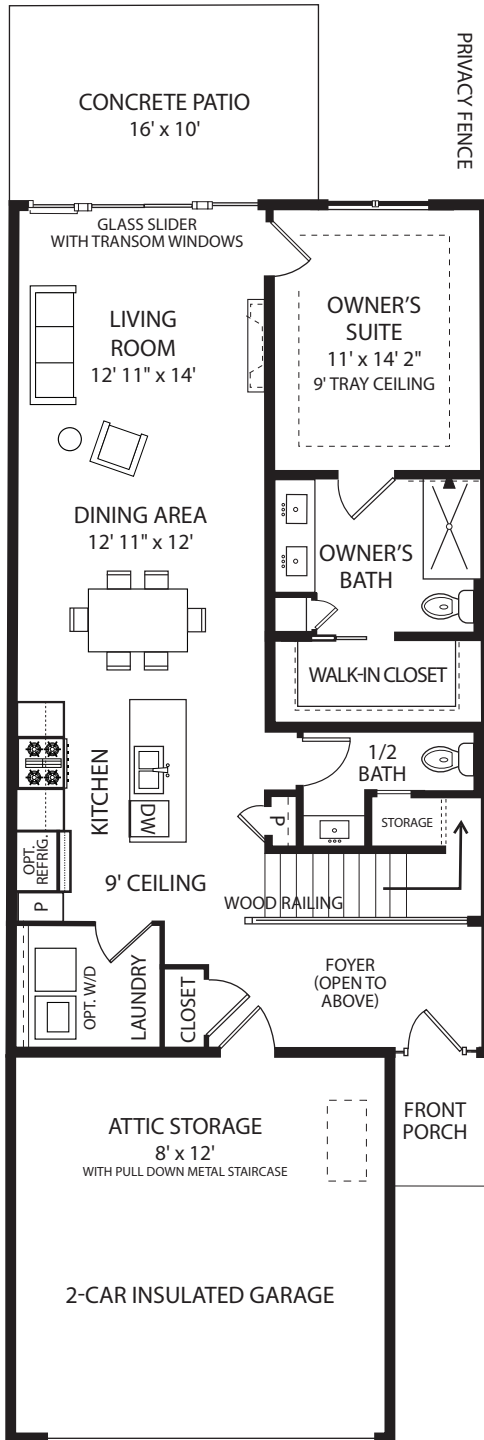 PRIVACY FENCE
CONCRETE PATIO
16' x 10'
GLASS SLIDER
WITH TRANSOM WINDOWS
LIVING
ROOM
12' 11" x 14'
OWNER'S
SUITE
11' x 14' 2"
9' TRAY CEILING
DINING AREA
12' 11" x 12'
OWNER'S
BATH
WALK-IN CLOSET
KITCHEN
DW
1/2
BATH
P
STORAGE
OPT.
REFRIG.
P
9' CEILING
WOOD RAILING
OPT. W/D
LAUNDRY
CLOSET
FOYER
(OPEN TO
ABOVE)
FRONT
PORCH
ATTIC STORAGE
8' x 12'
WITH PULL DOWN METAL STAIRCASE
2-CAR INSULATED GARAGE